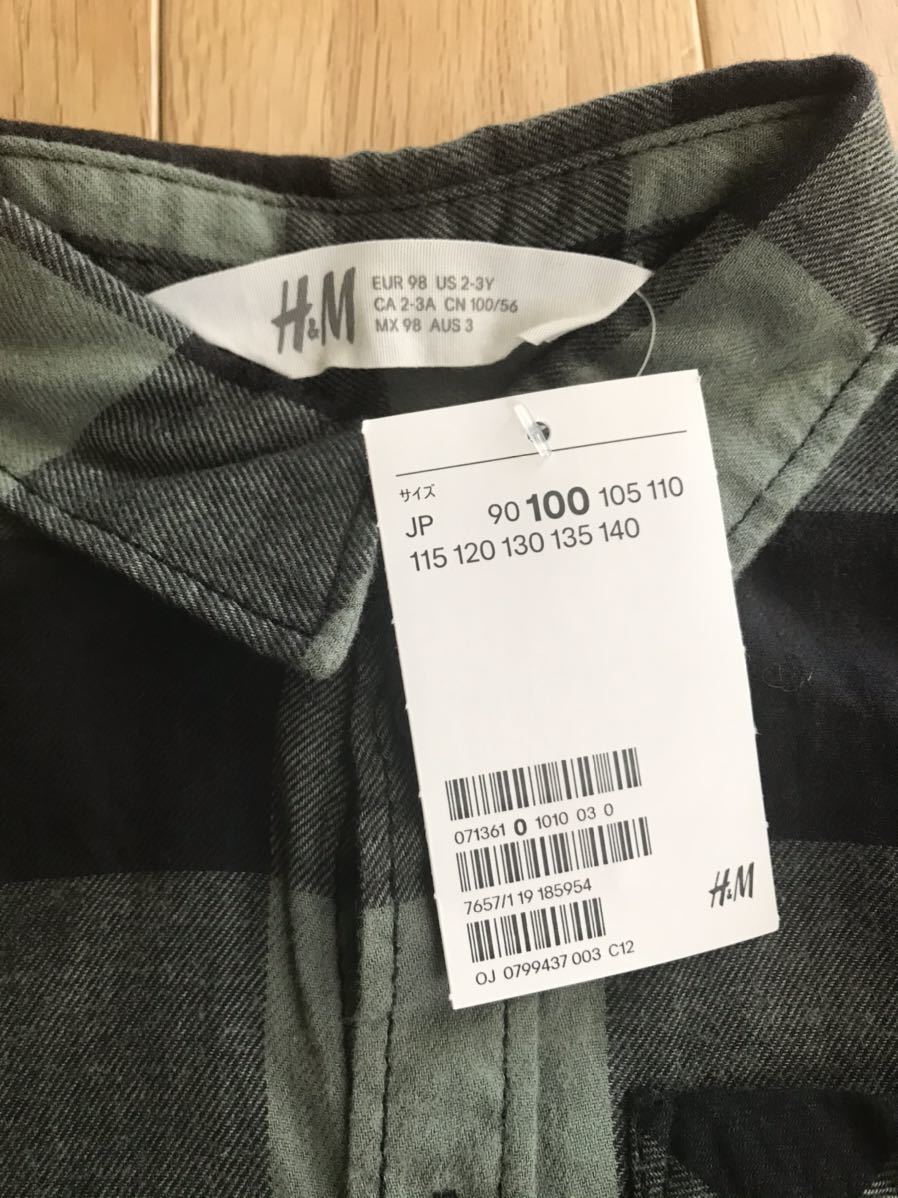 H&M
EUR 98 US 2-3Y
CA 2-3A CN 100/56
MX 98 AUS 3
サイズ
JP 90 100 105 110
115 120 130 135 140
071361 0 1010 03 0
7657/1 19 185954
H&M
OJ 0799437 003 C12